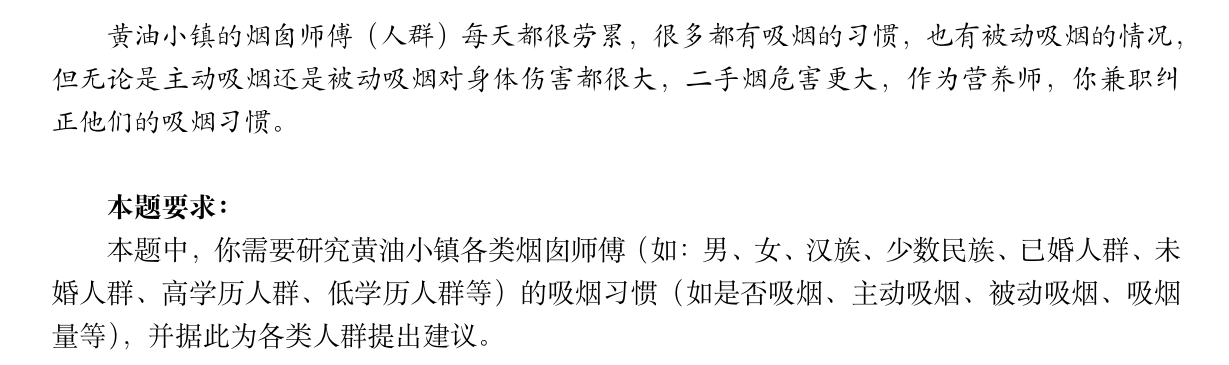 黄油小镇的烟囱师傅（人群）每天都很劳累，很多都有吸烟的习惯，也有被动吸烟的情况，
但无论是主动吸烟还是被动吸烟对身体伤害都很大，二手烟危害更大，作为营养师，你兼职纠
正他们的吸烟习惯。
本题要求：
本题中，你需要研究黄油小镇各类烟囱师傅（如：男、女、汉族、少数民族、已婚人群、未
婚人群、高学历人群、低学历人群等）的吸烟习惯（如是否吸烟、主动吸烟、被动吸烟、吸烟
量等），并据此为各类人群提出建议。